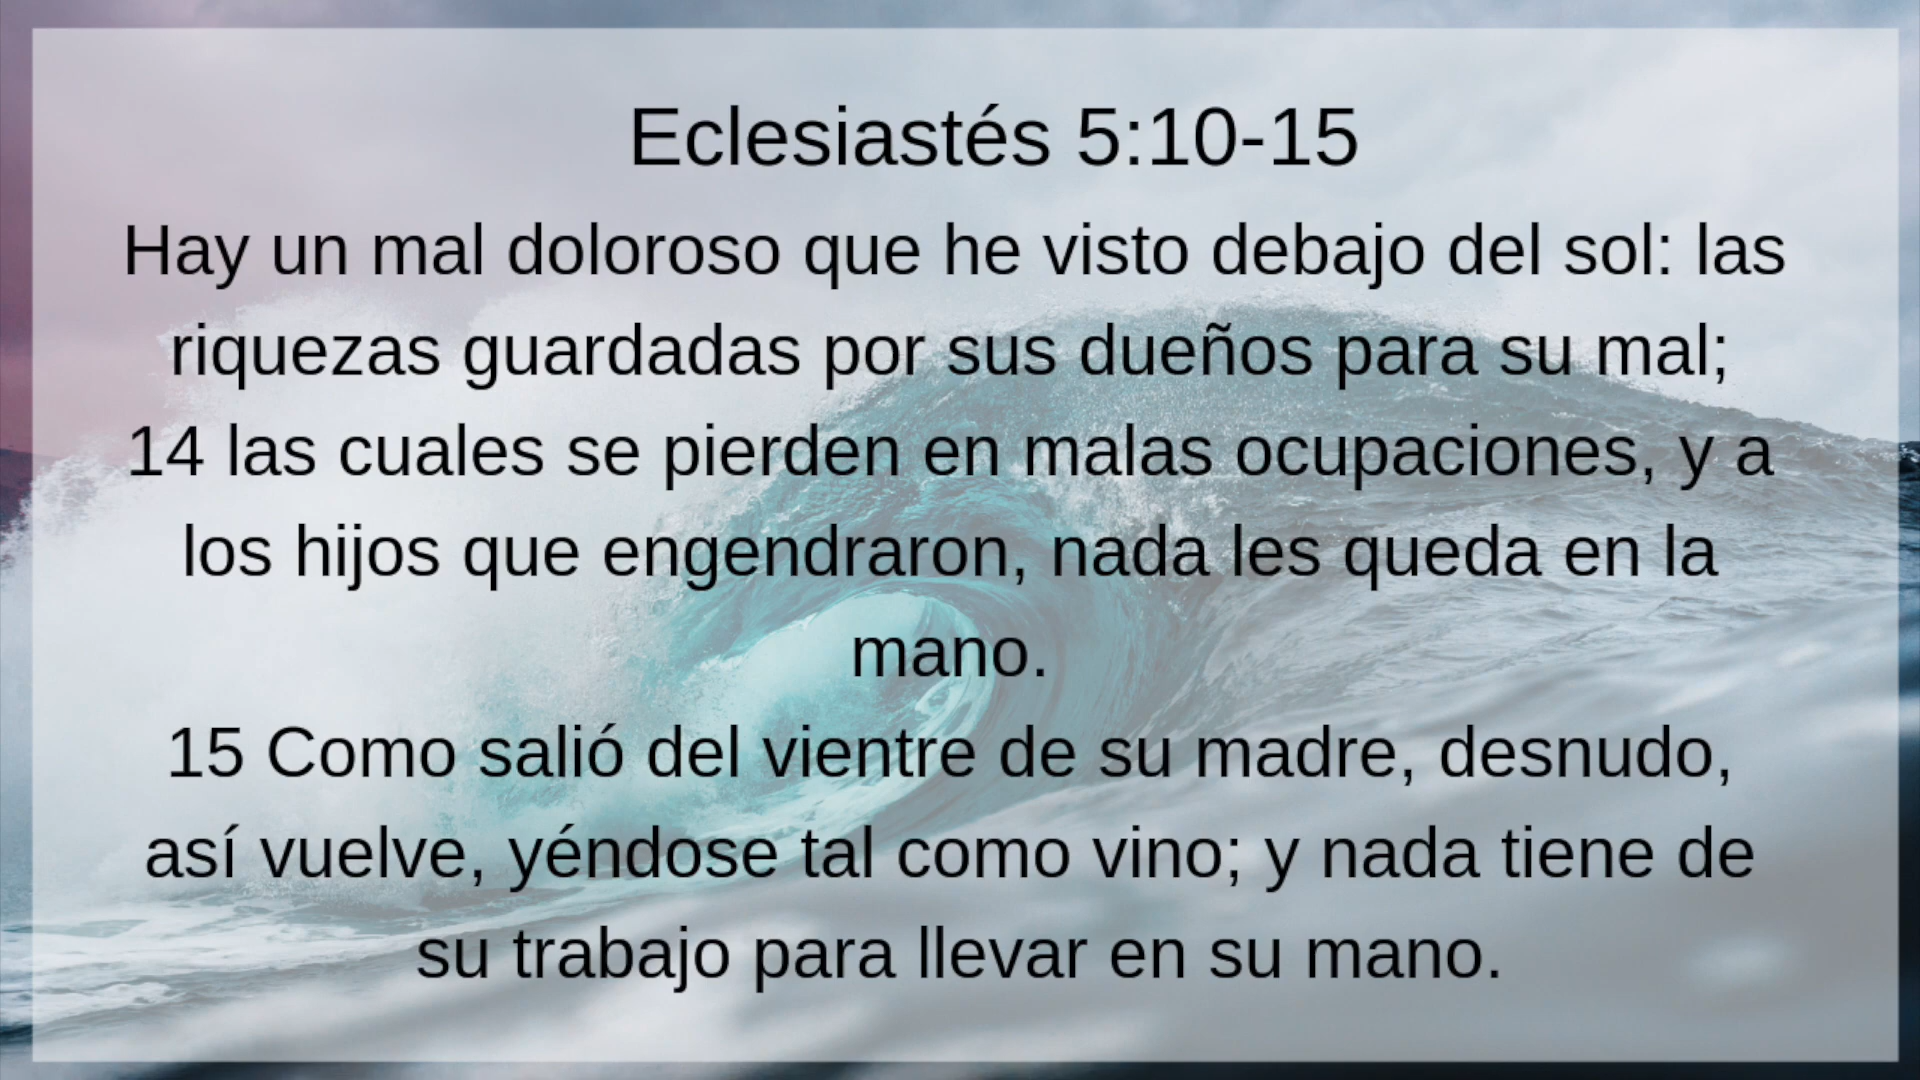 Eclesiastés 5:10-15
Hay un mal doloroso que he visto debajo del sol: las
riquezas guardadas por sus dueños para su mal;
14 las cuales se pierden en malas ocupaciones, y a
los hijos que engendraron, nada les queda en la
mano.
15 Como salió del vientre de su madre, desnudo,
así vuelve, yéndose tal como vino; y nada tiene de
su trabajo para llevar en su mano.